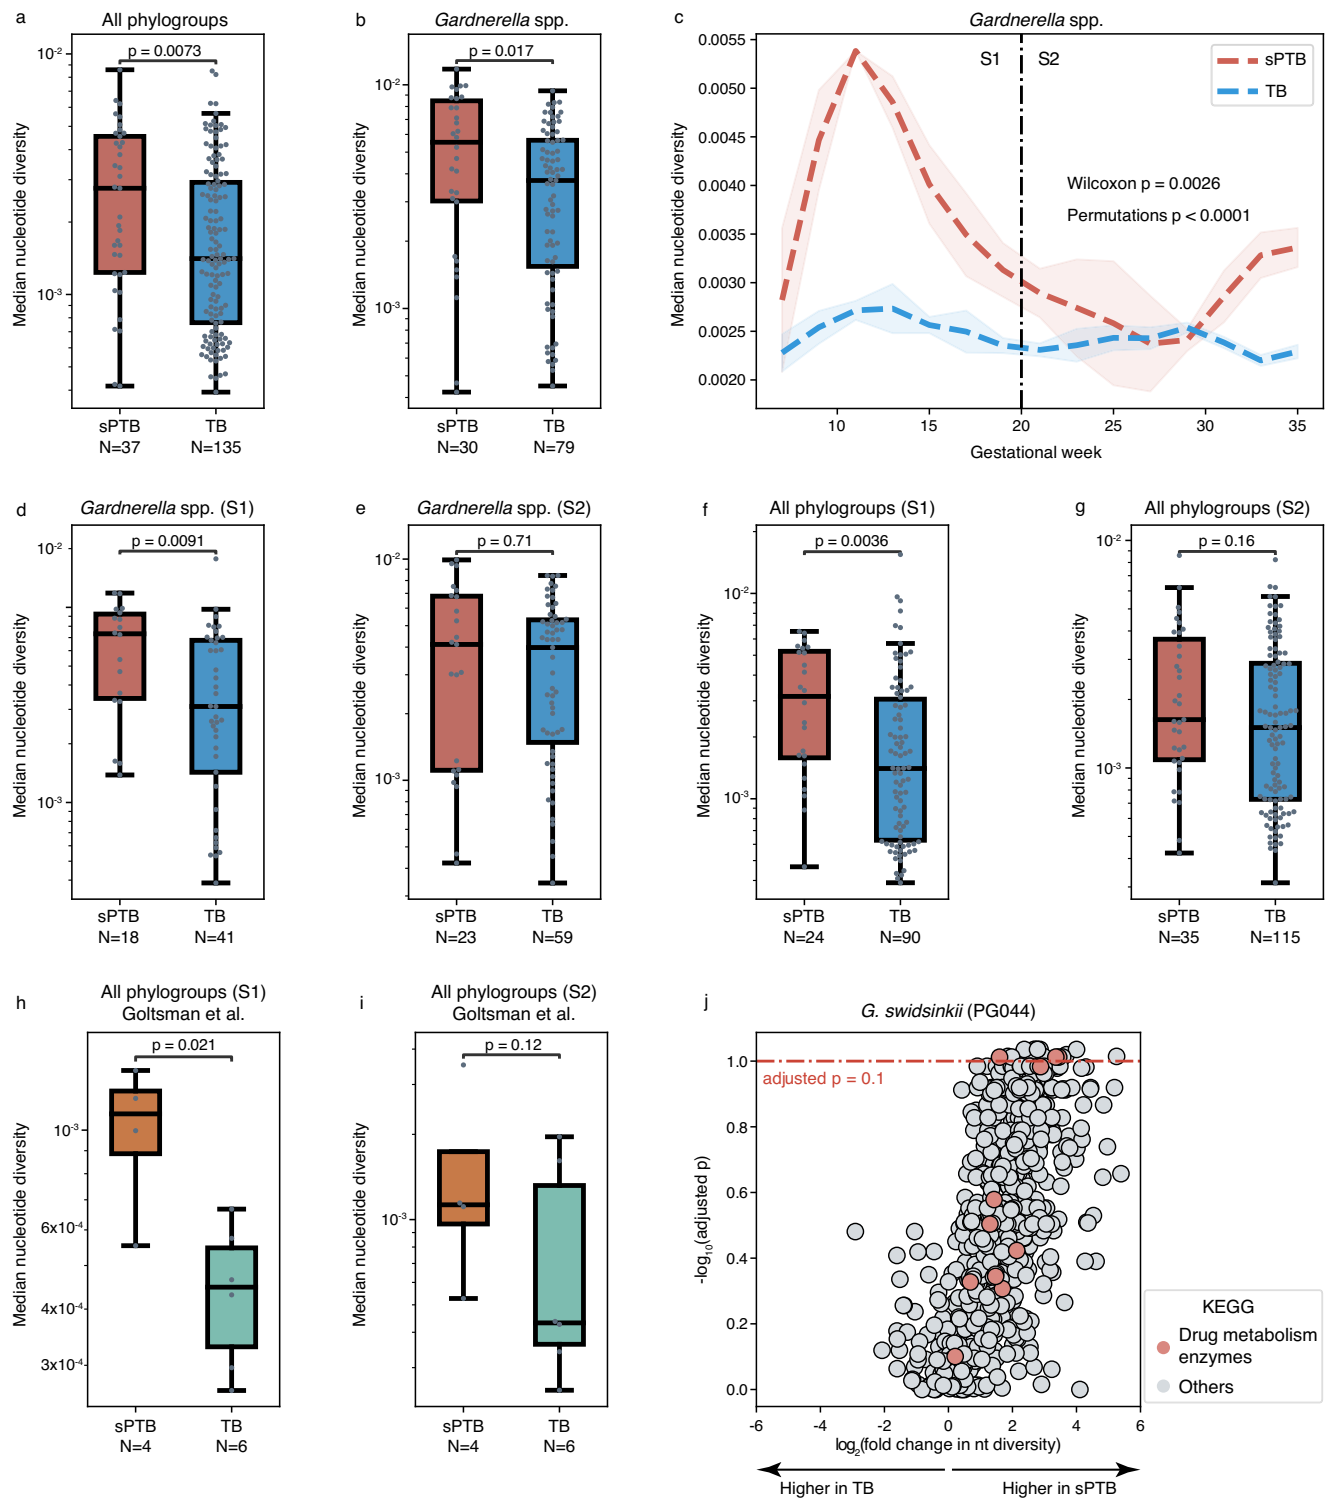 a
All phylogroups
p = 0.0073
10⁻²
10⁻³
Median nucleotide diversity
sPTB
N=37
TB
N=135
b
Gardnerella spp.
p = 0.017
10⁻²
10⁻³
Median nucleotide diversity
sPTB
N=30
TB
N=79
c
Gardnerella spp.
0.0055
0.0050
0.0045
0.0040
0.0035
0.0030
0.0025
0.0020
Median nucleotide diversity
S1
S2
sPTB
TB
Wilcoxon p = 0.0026
Permutations p < 0.0001
10
15
20
25
30
35
Gestational week
d
Gardnerella spp. (S1)
p = 0.0091
10⁻²
10⁻³
Median nucleotide diversity
sPTB
N=18
TB
N=41
e
Gardnerella spp. (S2)
p = 0.71
10⁻²
10⁻³
Median nucleotide diversity
sPTB
N=23
TB
N=59
f
All phylogroups (S1)
p = 0.0036
10⁻²
10⁻³
Median nucleotide diversity
sPTB
N=24
TB
N=90
g
All phylogroups (S2)
p = 0.16
10⁻²
10⁻³
Median nucleotide diversity
sPTB
N=35
TB
N=115
h
All phylogroups (S1)
Goltsman et al.
p = 0.021
10⁻³
6x10⁻⁴
4x10⁻⁴
3x10⁻⁴
Median nucleotide diversity
sPTB
N=4
TB
N=6
i
All phylogroups (S2)
Goltsman et al.
p = 0.12
10⁻³
Median nucleotide diversity
sPTB
N=4
TB
N=6
j
G. swidsinkii (PG044)
1.0
0.8
0.6
0.4
0.2
0.0
-log₁₀(adjusted p)
adjusted p = 0.1
-6
-4
-2
0
2
4
6
log₂(fold change in nt diversity)
Higher in TB
Higher in sPTB
KEGG
Drug metabolism
enzymes
Others